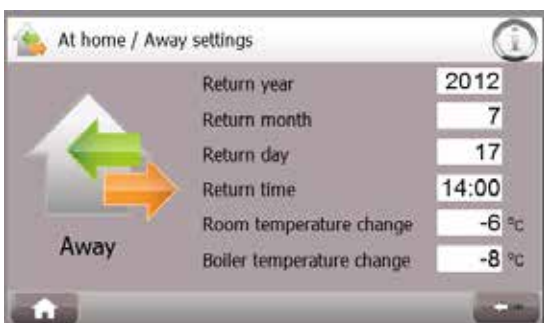 At home / Away settings
Return year 2012
Return month 7
Return day 17
Return time 14:00
Room temperature change -6 °C
Away
Boiler temperature change -8 °C